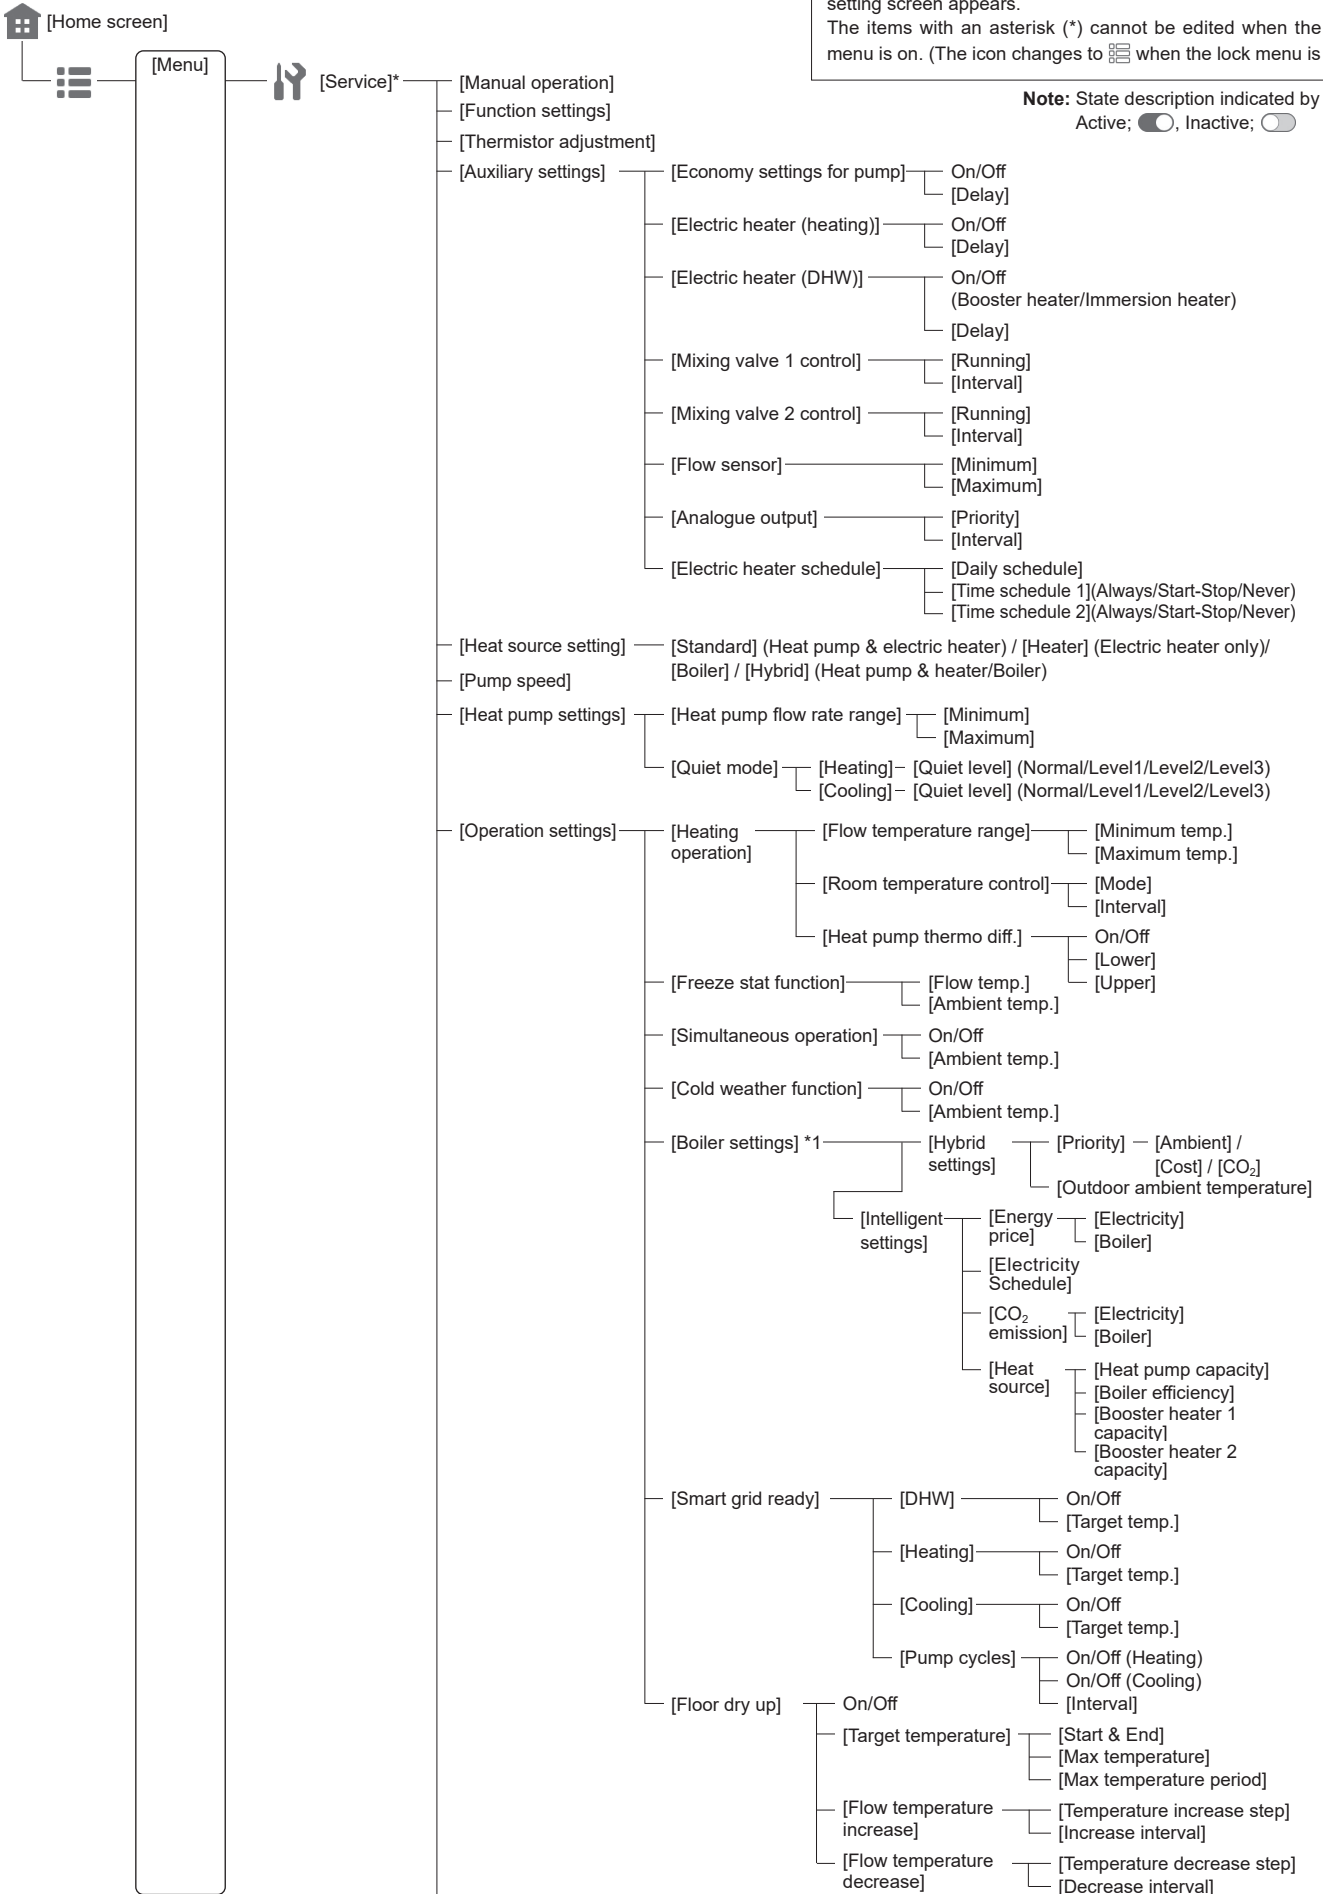 [Home screen]
setting screen appears.
The items with an asterisk (*) cannot be edited when the
menu is on. (The icon changes to when the lock menu is
Note: State description indicated by
Active; , Inactive;
[Menu]
[Service]*
[Manual operation]
[Function settings]
[Thermistor adjustment]
[Auxiliary settings]
[Economy settings for pump]
On/Off
[Delay]
[Electric heater (heating)]
On/Off
[Delay]
[Electric heater (DHW)]
On/Off
(Booster heater/Immersion heater)
[Delay]
[Mixing valve 1 control]
[Running]
[Interval]
[Mixing valve 2 control]
[Running]
[Interval]
[Flow sensor]
[Minimum]
[Maximum]
[Analogue output]
[Priority]
[Interval]
[Electric heater schedule]
[Daily schedule]
[Time schedule 1](Always/Start-Stop/Never)
[Time schedule 2](Always/Start-Stop/Never)
[Heat source setting]
[Standard] (Heat pump & electric heater) / [Heater] (Electric heater only)/
[Boiler] / [Hybrid] (Heat pump & heater/Boiler)
[Pump speed]
[Heat pump settings]
[Heat pump flow rate range]
[Minimum]
[Maximum]
[Quiet mode]
[Heating]
[Quiet level] (Normal/Level1/Level2/Level3)
[Cooling]
[Quiet level] (Normal/Level1/Level2/Level3)
[Operation settings]
[Heating
operation]
[Flow temperature range]
[Minimum temp.]
[Maximum temp.]
[Room temperature control]
[Mode]
[Interval]
[Heat pump thermo diff.]
On/Off
[Lower]
[Upper]
[Freeze stat function]
[Flow temp.]
[Ambient temp.]
[Simultaneous operation]
On/Off
[Ambient temp.]
[Cold weather function]
On/Off
[Ambient temp.]
[Boiler settings] *1
[Hybrid
settings]
[Priority]
[Ambient] /
[Cost] / [CO₂]
[Outdoor ambient temperature]
[Intelligent
settings]
[Energy
price]
[Electricity]
[Boiler]
[Electricity
Schedule]
[CO₂
emission]
[Electricity]
[Boiler]
[Heat
source]
[Heat pump capacity]
[Boiler efficiency]
[Booster heater 1
capacity]
[Booster heater 2
capacity]
[Smart grid ready]
[DHW]
On/Off
[Target temp.]
[Heating]
On/Off
[Target temp.]
[Cooling]
On/Off
[Target temp.]
[Pump cycles]
On/Off (Heating)
On/Off (Cooling)
[Interval]
[Floor dry up]
On/Off
[Target temperature]
[Start & End]
[Max temperature]
[Max temperature period]
[Flow temperature
increase]
[Temperature increase step]
[Increase interval]
[Flow temperature
decrease]
[Temperature decrease step]
[Decrease interval]